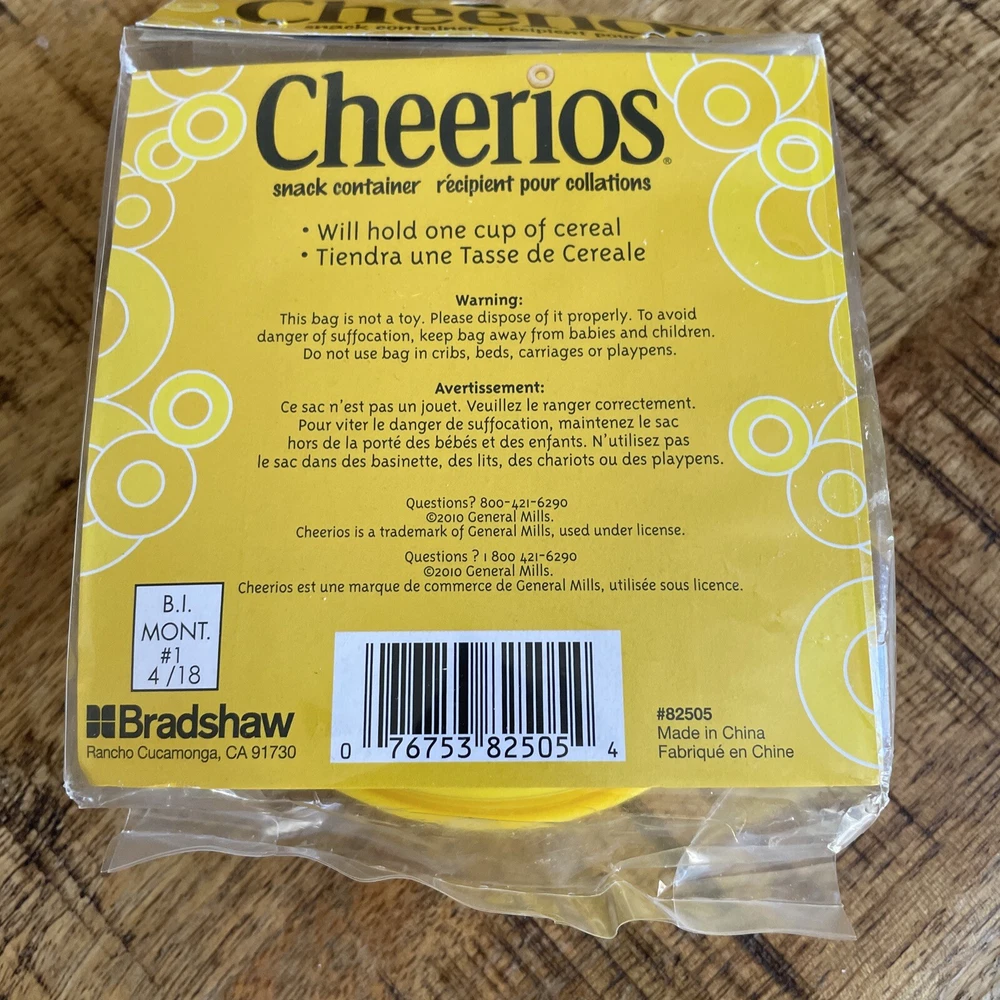 Cheerios
snack container récipient pour
Cheerios®
snack container récipient pour collations
• Will hold one cup of cereal
• Tiendra une Tasse de Cereale
Warning:
This bag is not a toy. Please dispose of it properly. To avoid
danger of suffocation, keep bag away from babies and children.
Do not use bag in cribs, beds, carriages or playpens.
Avertissement:
Ce sac n'est pas un jouet. Veuillez le ranger correctement.
Pour viter le danger de suffocation, maintenez le sac
hors de la porté des bébés et des enfants. N'utilisez pas
le sac dans des basinette, des lits, des chariots ou des playpens.
Questions? 800-421-6290
©2010 General Mills.
Cheerios is a trademark of General Mills, used under license.
Questions ? 1 800 421-6290
©2010 General Mills.
Cheerios est une marque de commerce de General Mills, utilisée sous licence.
B.I.
MONT.
#1
4/18
Bradshaw
Rancho Cucamonga, CA 91730
0 76753 82505 4
#82505
Made in China
Fabriqué en Chine